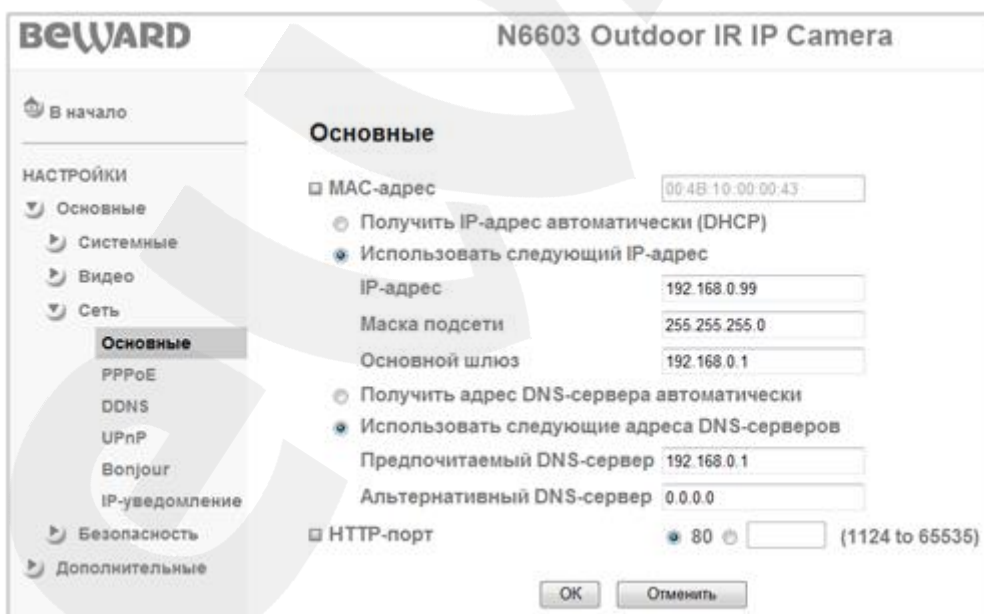 BEWARD
N6603 Outdoor IR IP Camera
В начало
НАСТРОЙКИ
Основные
Системные
Видео
Сеть
Основные
PPPoE
DDNS
UPnP
Bonjour
IP-уведомление
Безопасность
Дополнительные
Основные
MAC-адрес 00:4B:10:00:00:43
Получить IP-адрес автоматически (DHCP)
Использовать следующий IP-адрес
IP-адрес 192.168.0.99
Маска подсети 255.255.255.0
Основной шлюз 192.168.0.1
Получить адрес DNS-сервера автоматически
Использовать следующие адреса DNS-серверов
Предпочитаемый DNS-сервер 192.168.0.1
Альтернативный DNS-сервер 0.0.0.0
HTTP-порт 80 (1124 to 65535)
OK Отменить